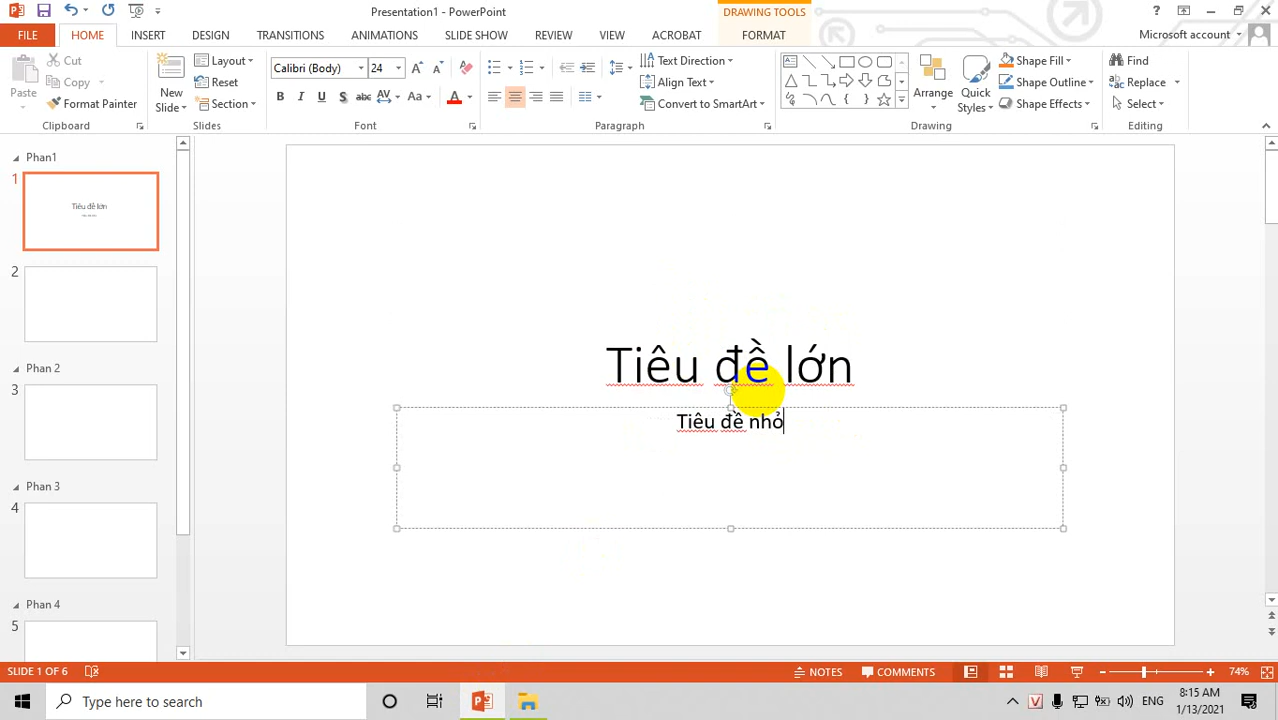 Presentation1 - PowerPoint
DRAWING TOOLS
?
FILE
HOME
INSERT
DESIGN
TRANSITIONS
ANIMATIONS
SLIDE SHOW
REVIEW
VIEW
ACROBAT
FORMAT
Microsoft account
Paste
Cut
Copy
Format Painter
Clipboard
New
Slide
Layout
Reset
Section
Slides
Calibri (Body)
24
B I U S abc AV Aa A
Font
Text Direction
Align Text
Convert to SmartArt
Paragraph
Arrange
Quick
Styles
Shape Fill
Shape Outline
Shape Effects
Drawing
Find
Replace
Select
Editing
Phan1
1
Tiêu đề lớn
2
Phan 2
3
Phan 3
4
Phan 4
5
Tiêu đề lớn
Tiêu đề nhỏ
SLIDE 1 OF 6
NOTES
COMMENTS
74%
Type here to search
ENG
8:15 AM
1/13/2021